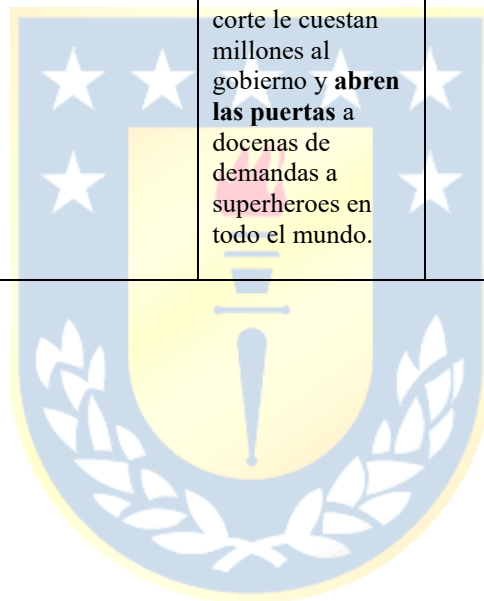 corte le cuestan
millones al
gobierno y abren
las puertas a
docenas de
demandas a
superheroes en
todo el mundo.